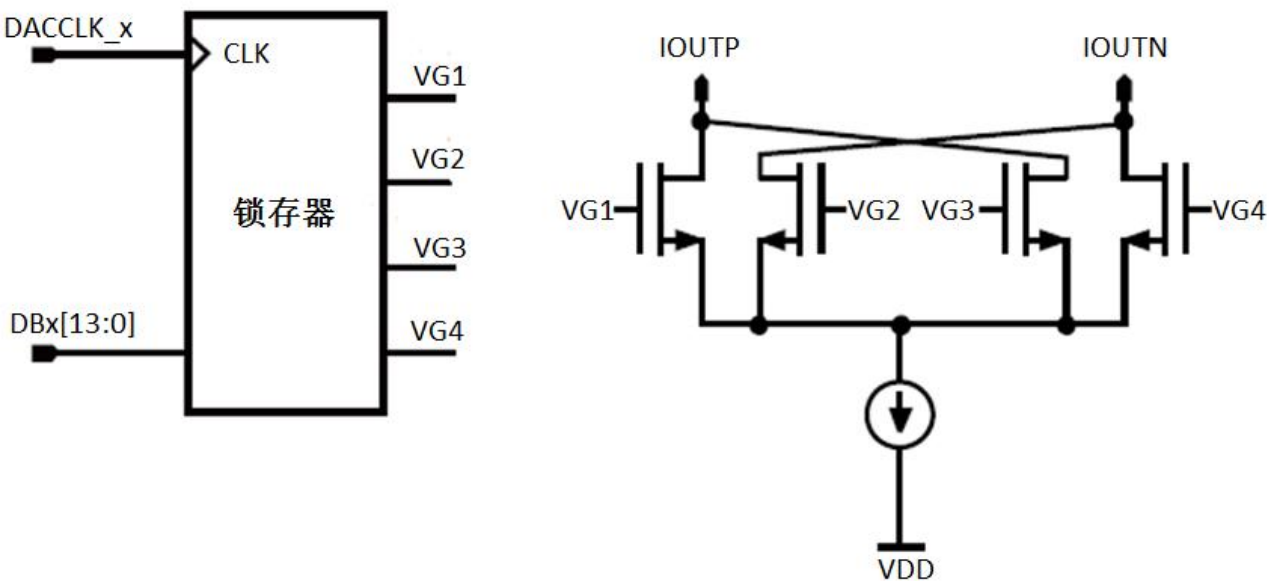 DACCLK_x
CLK
VG1
VG2
锁存器
VG3
DBx[13:0]
VG4
IOUTP
IOUTN
VG1
VG2
VG3
VG4
VDD